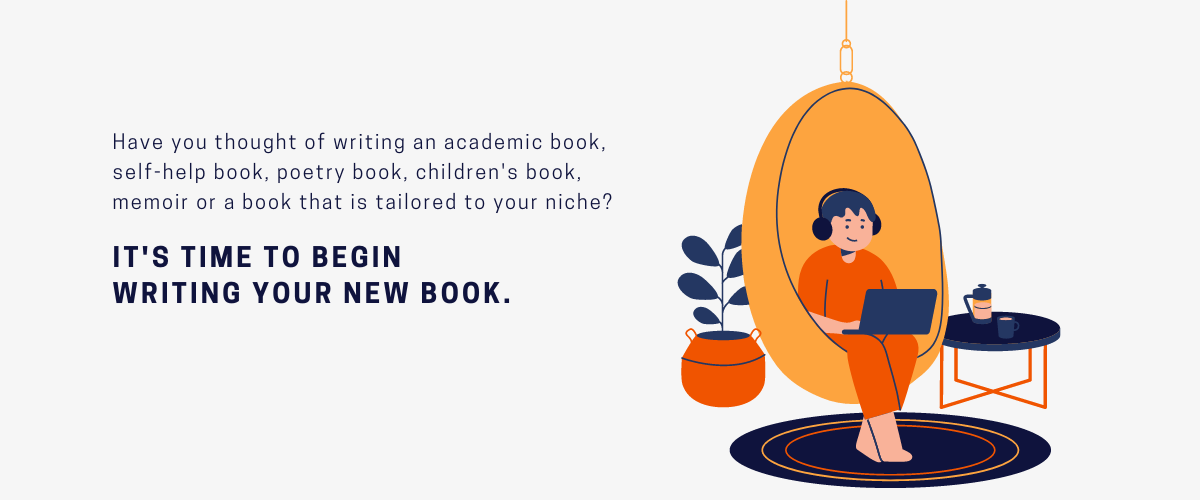 Have you thought of writing an academic book,
self-help book, poetry book, children's book,
memoir or a book that is tailored to your niche?
IT'S TIME TO BEGIN
WRITING YOUR NEW BOOK.